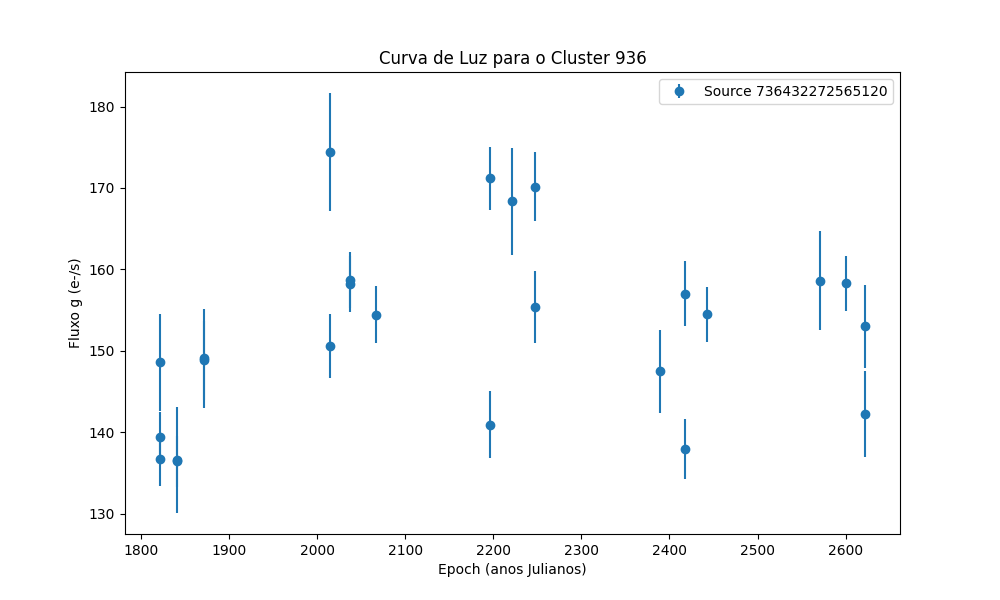 Curva de Luz para o Cluster 936
Source 736432272565120
Fluxo g (e-/s)
180
170
160
150
140
130
1800 1900 2000 2100 2200 2300 2400 2500 2600
Epoch (anos Julianos)